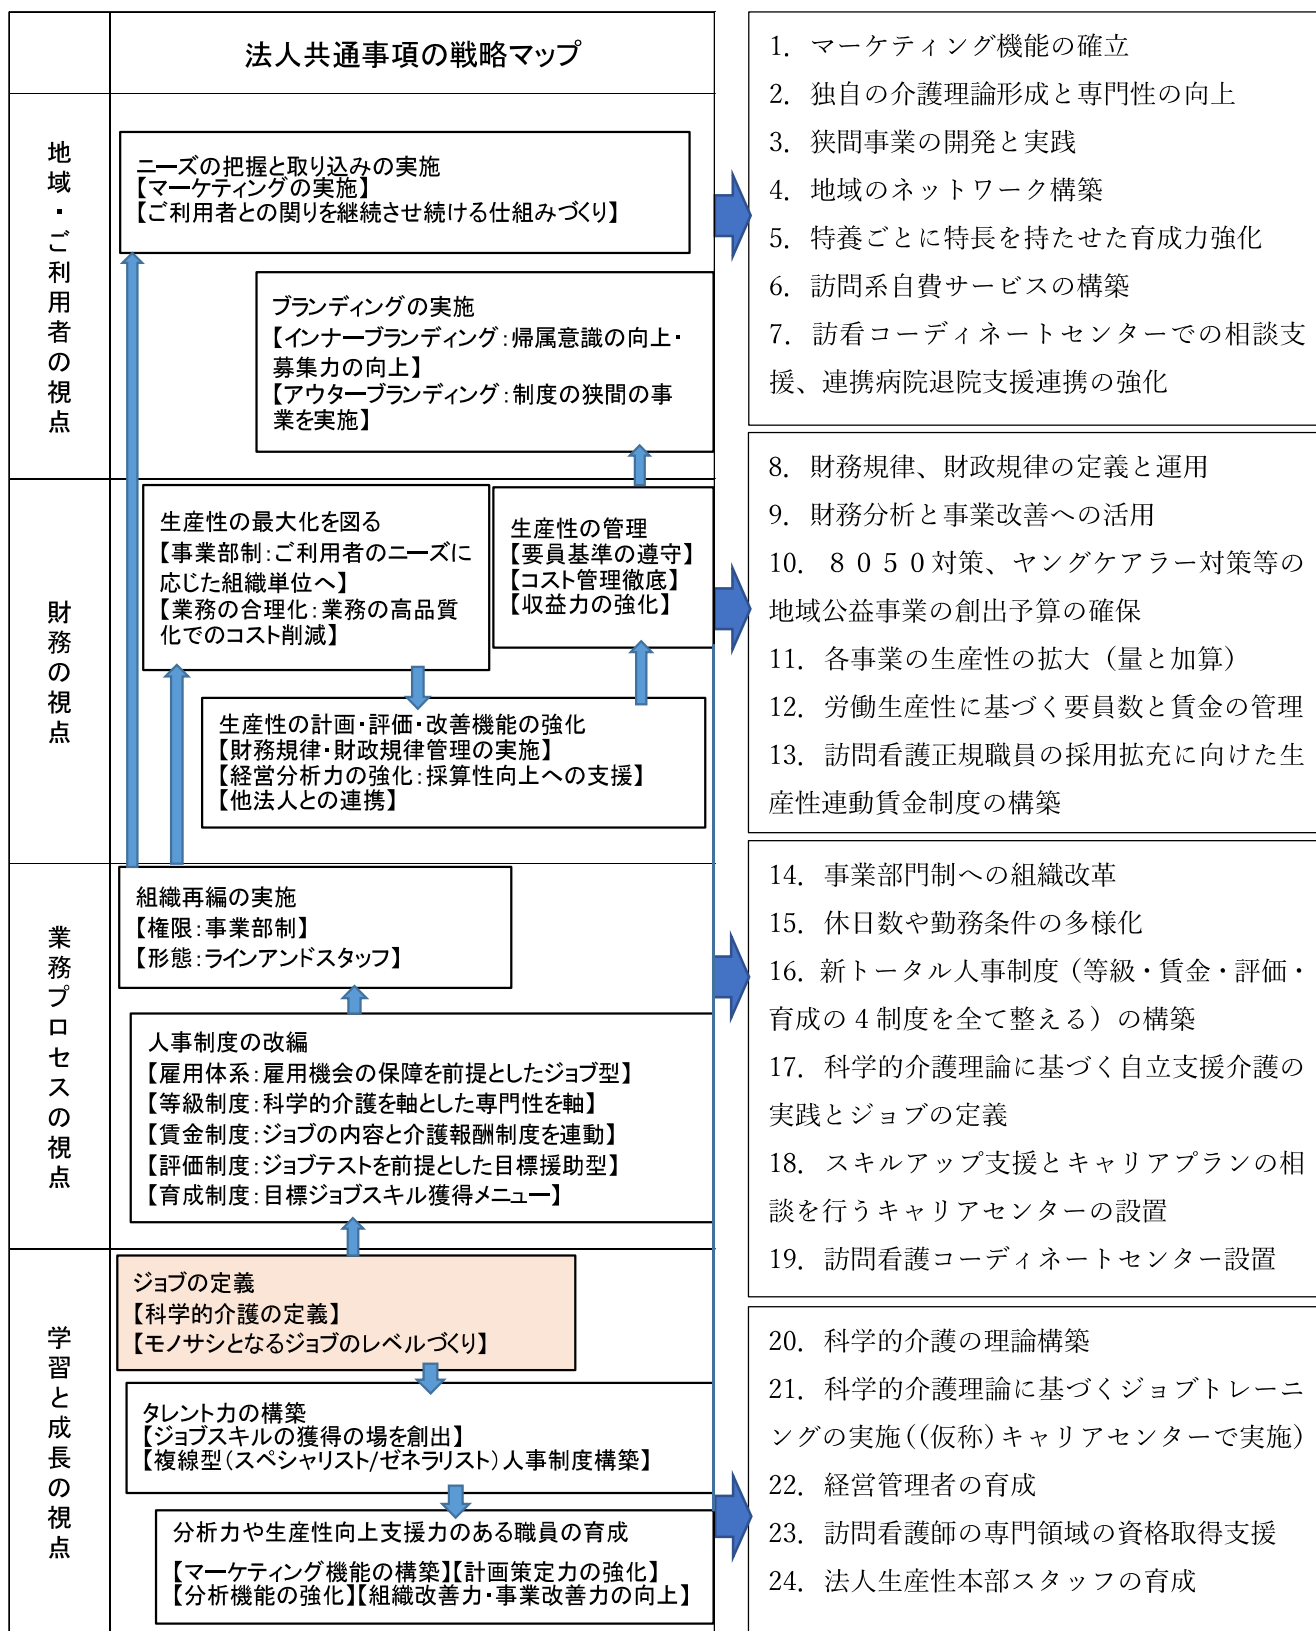 法人共通事項の戦略マップ
地域・ご利用者の視点
ニーズの把握と取り込みの実施
【マーケティングの実施】
【ご利用者との関りを継続させ続ける仕組みづくり】
ブランディングの実施
【インナーブランディング：帰属意識の向上・
募集力の向上】
【アウターブランディング：制度の狭間の事
業を実施】
1．マーケティング機能の確立
2．独自の介護理論形成と専門性の向上
3．狭間事業の開発と実践
4．地域のネットワーク構築
5．特養ごとに特長を持たせた育成力強化
6．訪問系自費サービスの構築
7．訪看コーディネートセンターでの相談支
援、連携病院退院支援連携の強化
財務の視点
生産性の最大化を図る
【事業部制：ご利用者のニーズに
応じた組織単位へ】
【業務の合理化：業務の高品質
化でのコスト削減】
生産性の管理
【要員基準の遵守】
【コスト管理徹底】
【収益力の強化】
生産性の計画・評価・改善機能の強化
【財務規律・財政規律管理の実施】
【経営分析力の強化：採算性向上への支援】
【他法人との連携】
8．財務規律、財政規律の定義と運用
9．財務分析と事業改善への活用
10．８０５０対策、ヤングケアラー対策等の
地域公益事業の創出予算の確保
11．各事業の生産性の拡大（量と加算）
12．労働生産性に基づく要員数と賃金の管理
13．訪問看護正規職員の採用拡充に向けた生
産性連動賃金制度の構築
業務プロセスの視点
組織再編の実施
【権限：事業部制】
【形態：ラインアンドスタッフ】
人事制度の改編
【雇用体系：雇用機会の保障を前提としたジョブ型】
【等級制度：科学的介護を軸とした専門性を軸】
【賃金制度：ジョブの内容と介護報酬制度を連動】
【評価制度：ジョブテストを前提とした目標援助型】
【育成制度：目標ジョブスキル獲得メニュー】
14．事業部門制への組織改革
15．休日数や勤務条件の多様化
16．新トータル人事制度（等級・賃金・評価・
育成の４制度を全て整える）の構築
17．科学的介護理論に基づく自立支援介護の
実践とジョブの定義
18．スキルアップ支援とキャリアプランの相
談を行うキャリアセンターの設置
19．訪問看護コーディネートセンター設置
学習と成長の視点
ジョブの定義
【科学的介護の定義】
【モノサシとなるジョブのレベルづくり】
タレント力の構築
【ジョブスキルの獲得の場を創出】
【複線型（スペシャリスト/ゼネラリスト）人事制度構築】
分析力や生産性向上支援力のある職員の育成
【マーケティング機能の構築】【計画策定力の強化】
【分析機能の強化】【組織改善力・事業改善力の向上】
20．科学的介護の理論構築
21．科学的介護理論に基づくジョブトレーニ
ングの実施((仮称)キャリアセンターで実施)
22．経営管理者の育成
23．訪問看護師の専門領域の資格取得支援
24．法人生産性本部スタッフの育成